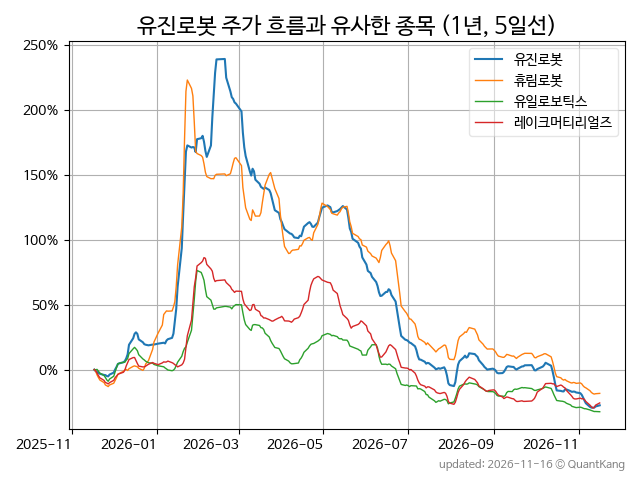 유진로봇 주가 흐름과 유사한 종목 (1년, 5일선)
250%
200%
150%
100%
50%
0%
유진로봇
휴림로봇
유일로보틱스
레이크머티리얼즈
2025-11
2026-01
2026-03
2026-05
2026-07
2026-09
2026-11
updated: 2026-11-16 © QuantKang